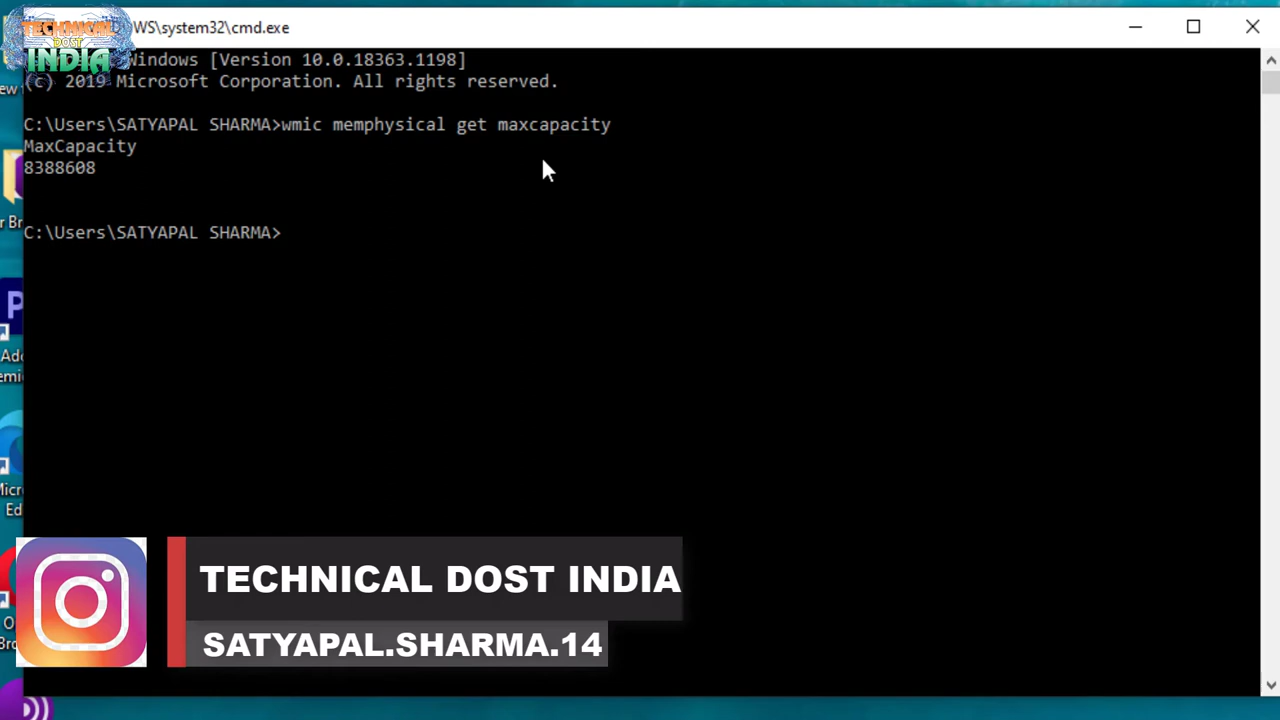 TECHNICAL
DOST
INDIA
WS\system32\cmd.exe
Windows [Version 10.0.18363.1198]
(c) 2019 Microsoft Corporation. All rights reserved.
C:\Users\SATYAPAL SHARMA>wmic memphysical get maxcapacity
MaxCapacity
8388608
C:\Users\SATYAPAL SHARMA>
TECHNICAL DOST INDIA
SATYAPAL.SHARMA.14